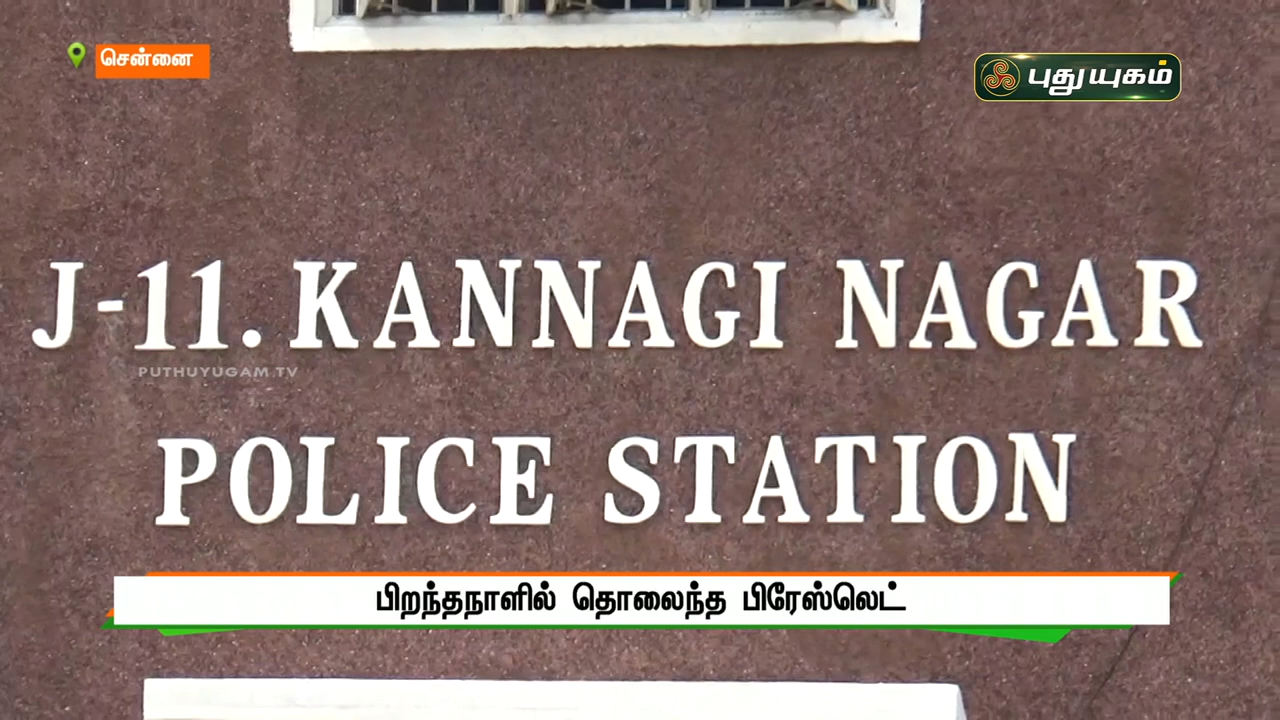 சென்னை
புதுயுகம்
J-11. KANNAGI NAGAR
PUTHUYUGAM TV
POLICE STATION
பிறந்தநாளில் தொலைந்த பிரேஸ்லெட்